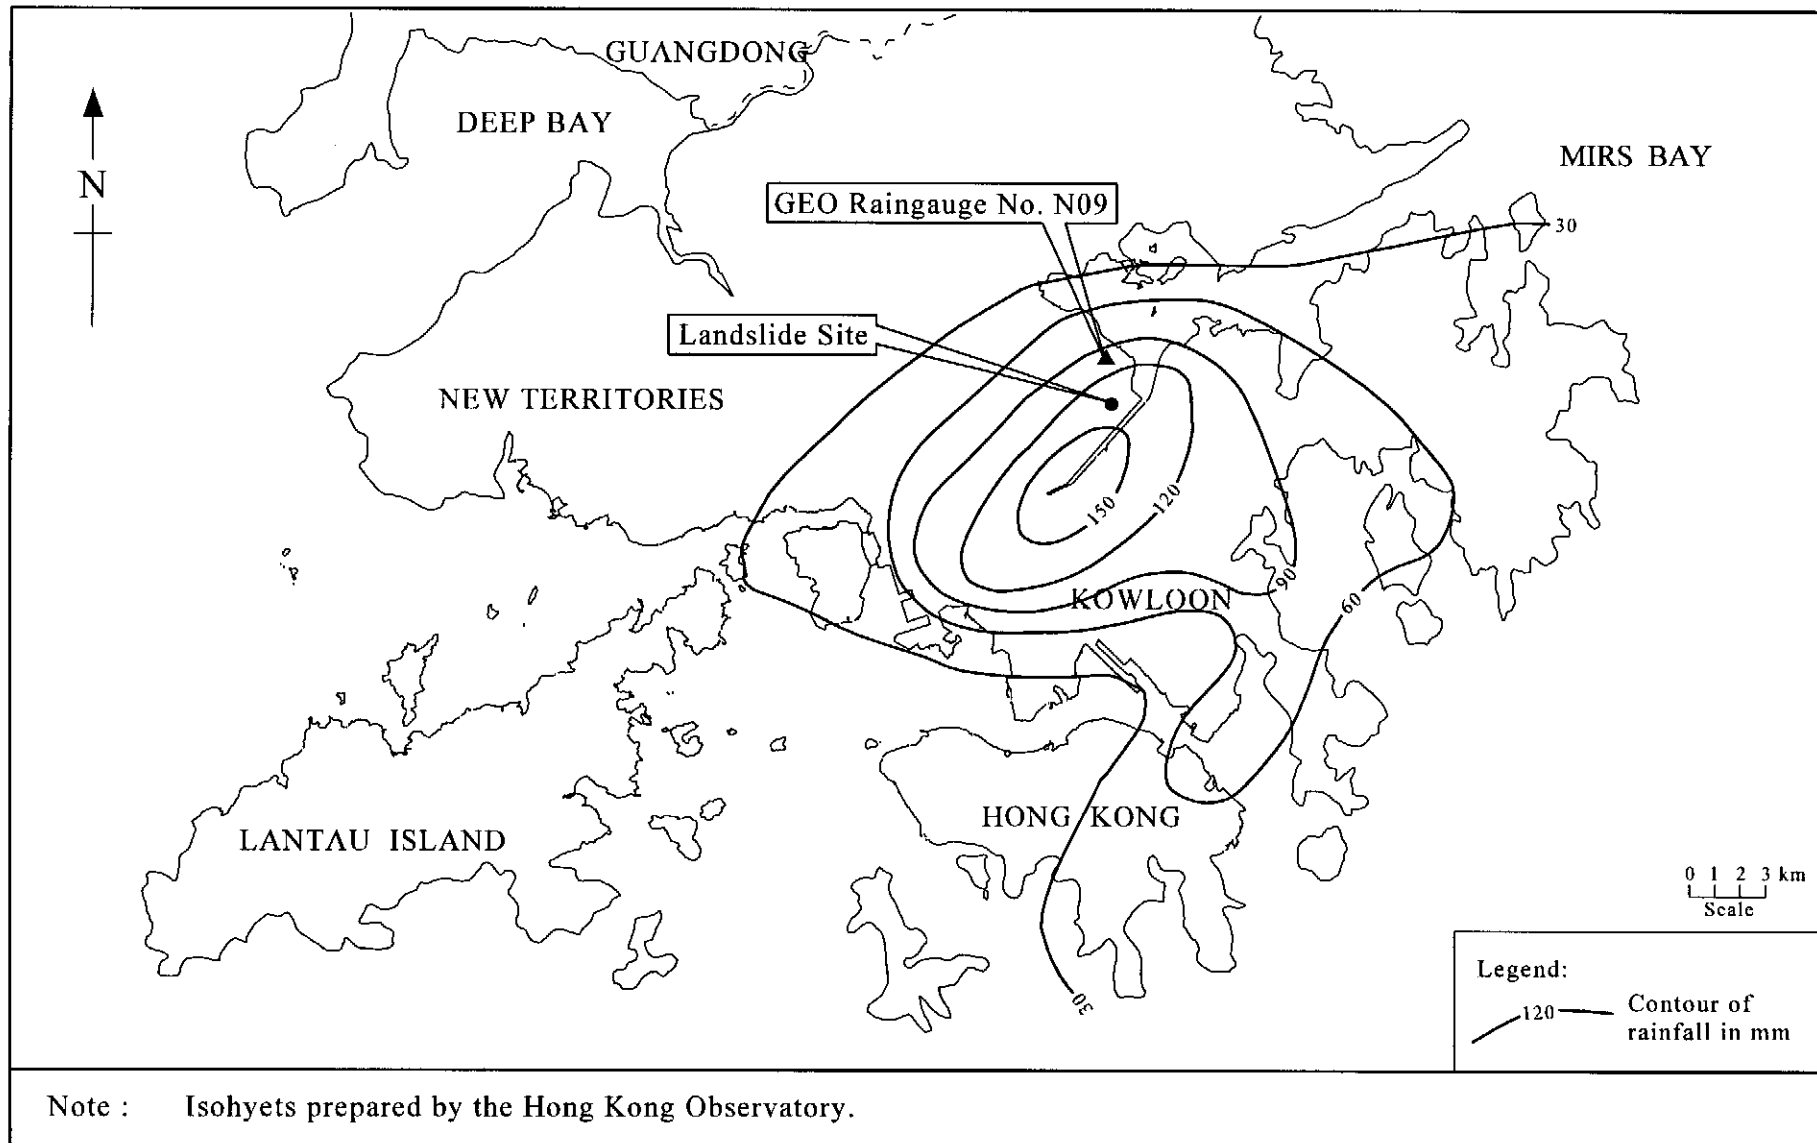 GUANGDONG
DEEP BAY
MIRS BAY
N
GEO Raingauge No. N09
30
Landslide Site
NEW TERRITORIES
150
120
90
KOWLOON
60
HONG KONG
LANTAU ISLAND
0 1 2 3 km
Scale
30
Legend:
120
Contour of
rainfall in mm
Note : Isohyets prepared by the Hong Kong Observatory.